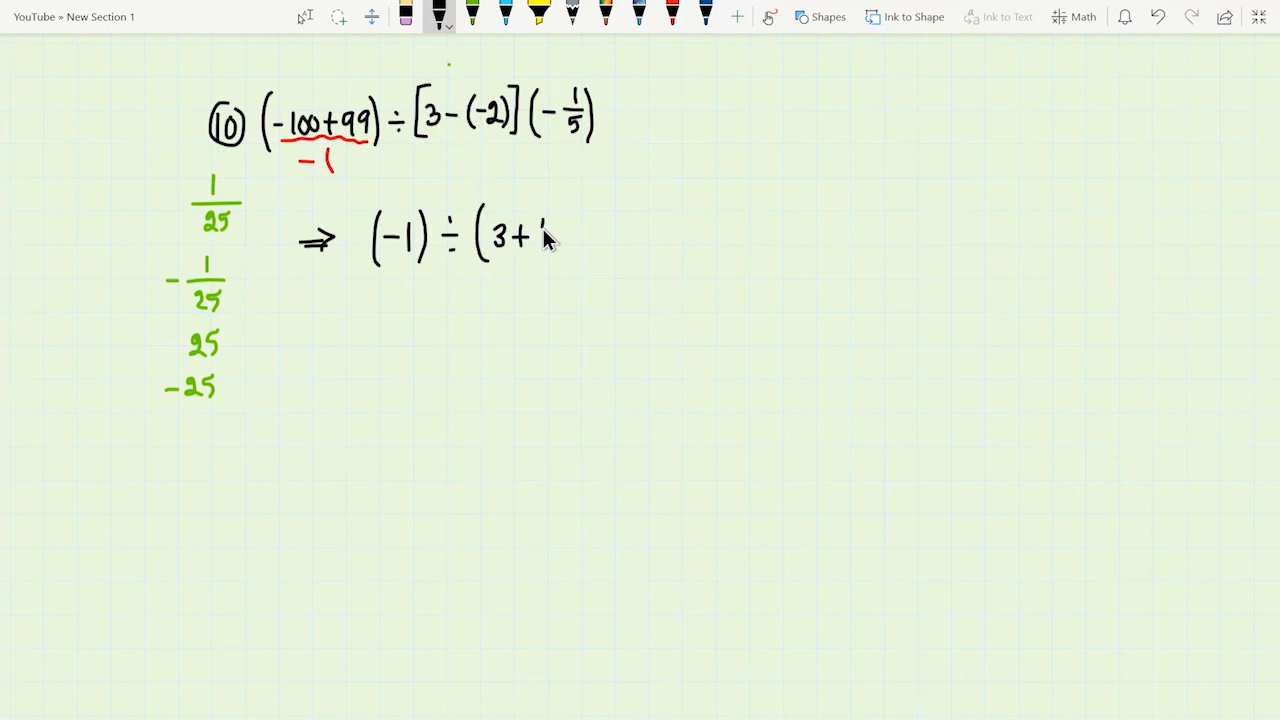 YouTube » New Section 1
Shapes
Ink to Shape
Ink to Text
Math
⑩ (-100+99) ÷ [3-(-2)] (-1/5)
-1
1/25
⇒ (-1) ÷ (3+
-1/25
25
-25